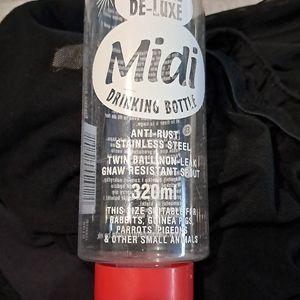 DE-LUXE
Midi
DRINKING BOTTLE
ANTI-RUST
STAINLESS STEEL
TWIN BALL NON-LEAK
GNAW RESISTANT SPOUT
320ml
THIS SIZE SUITABLE FOR
RABBITS, GUINEA PIGS,
PARROTS, PIGEONS
& OTHER SMALL ANIMALS